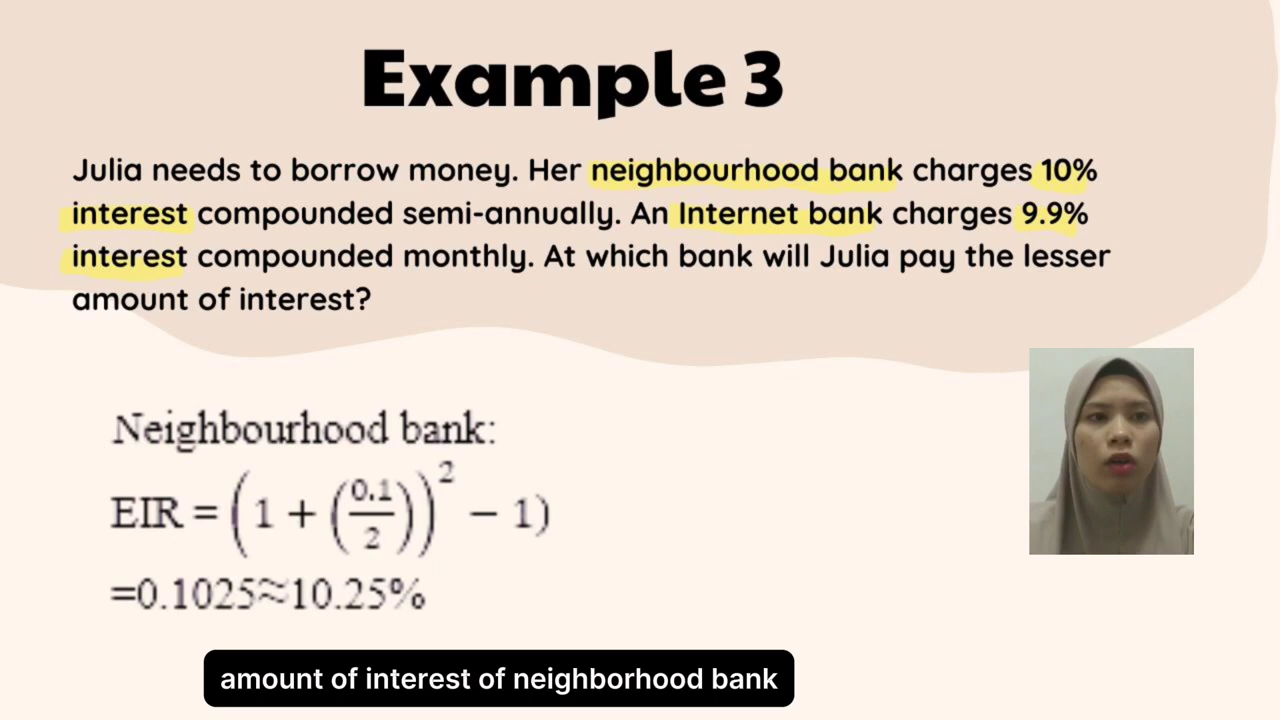 Example 3
Julia needs to borrow money. Her neighbourhood bank charges 10%
interest compounded semi-annually. An Internet bank charges 9.9%
interest compounded monthly. At which bank will Julia pay the lesser
amount of interest?
Neighbourhood bank:
EIR = (1 + (0.1/2))² − 1)
=0.1025≈10.25%
amount of interest of neighborhood bank